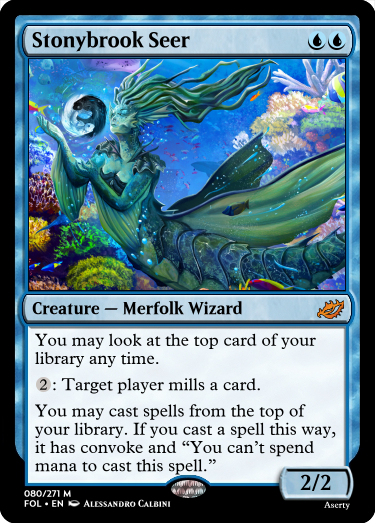 Stonybrook Seer
Creature — Merfolk Wizard
You may look at the top card of your
library any time.
2: Target player mills a card.
You may cast spells from the top of
your library. If you cast a spell this way,
it has convoke and “You can’t spend
mana to cast this spell.”
2/2
080/271 M
FOL • EN Alessandro Calbini
Aserty